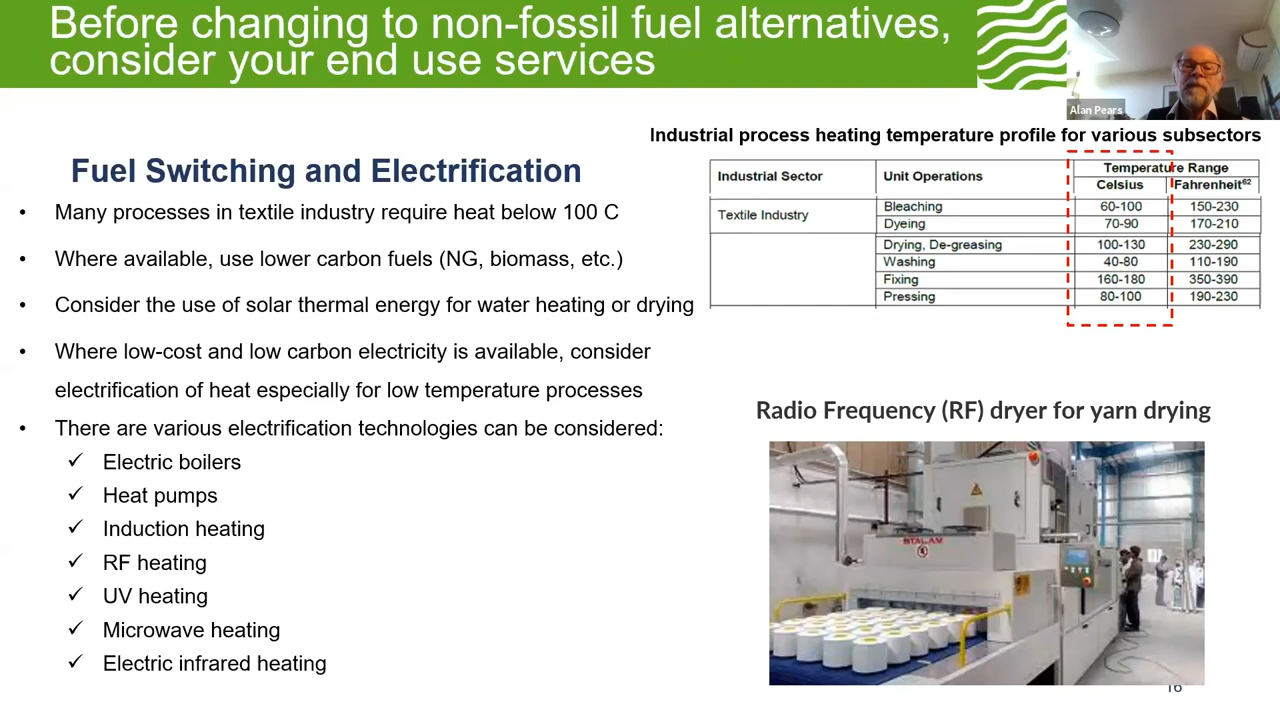 Before changing to non-fossil fuel alternatives,
consider your end use services
Alan Pears
Fuel Switching and Electrification
• Many processes in textile industry require heat below 100 C
• Where available, use lower carbon fuels (NG, biomass, etc.)
• Consider the use of solar thermal energy for water heating or drying
• Where low-cost and low carbon electricity is available, consider
electrification of heat especially for low temperature processes
• There are various electrification technologies can be considered:
✓ Electric boilers
✓ Heat pumps
✓ Induction heating
✓ RF heating
✓ UV heating
✓ Microwave heating
✓ Electric infrared heating
Industrial process heating temperature profile for various subsectors
Industrial Sector Unit Operations Temperature Range
Celsius Fahrenheit62
Textile Industry
Bleaching 60-100 150-230
Dyeing 70-90 170-210
Drying, De-greasing 100-130 230-290
Washing 40-80 110-190
Fixing 160-180 350-390
Pressing 80-100 190-230
Radio Frequency (RF) dryer for yarn drying
STALAM
16